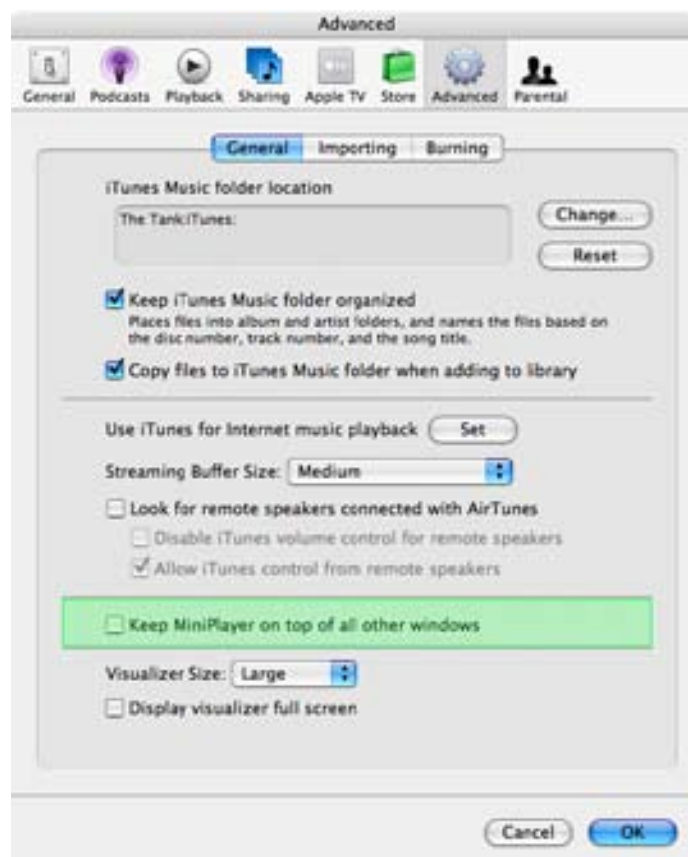 Advanced
General Podcasts Playback Sharing Apple TV Store Advanced Parental
General Importing Burning
iTunes Music folder location
The Tank:iTunes:
Change...
Reset
Keep iTunes Music folder organized
Places files into album and artist folders, and names the files based on
the disc number, track number, and the song title.
Copy files to iTunes Music folder when adding to library
Use iTunes for Internet music playback Set
Streaming Buffer Size: Medium
Look for remote speakers connected with AirTunes
Disable iTunes volume control for remote speakers
Allow iTunes control from remote speakers
Keep MiniPlayer on top of all other windows
Visualizer Size: Large
Display visualizer full screen
Cancel OK